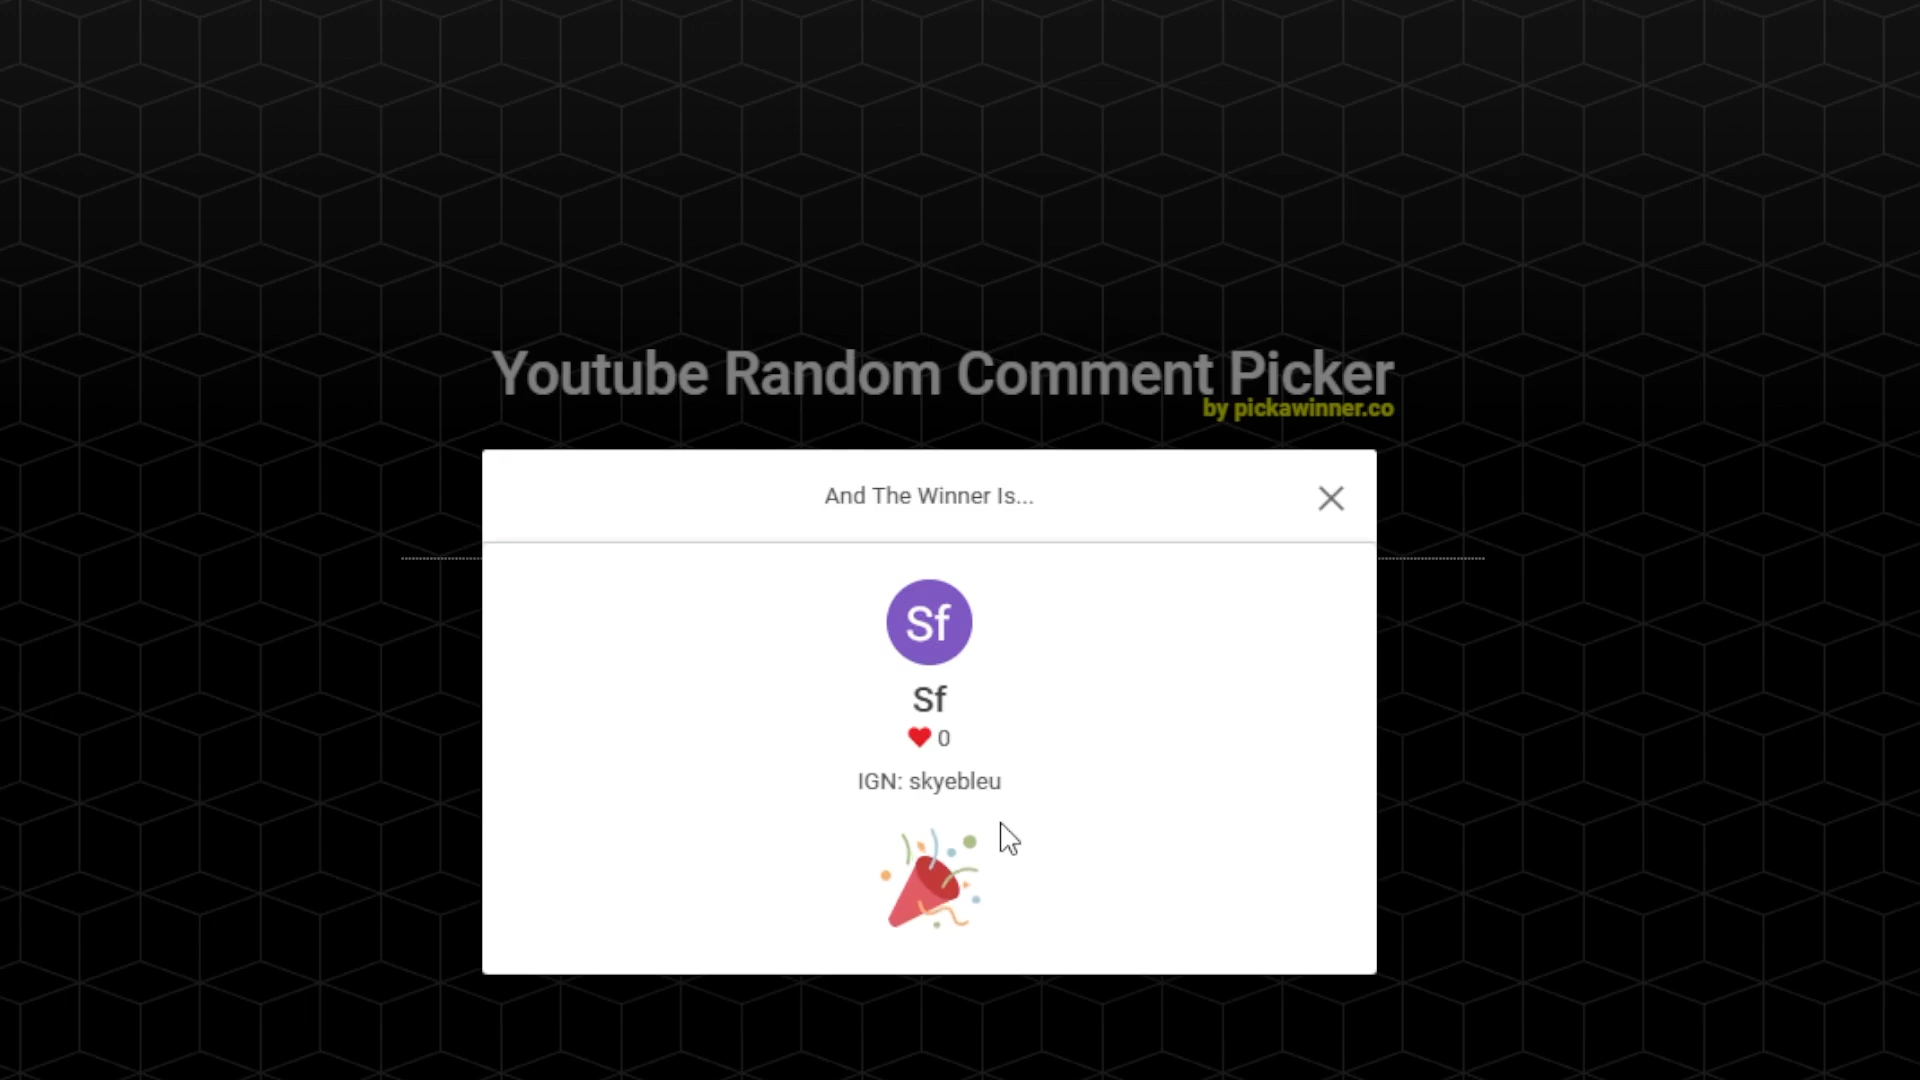 Youtube Random Comment Picker
by pickawinner.co
And The Winner Is...
Sf
Sf
0
IGN: skyebleu